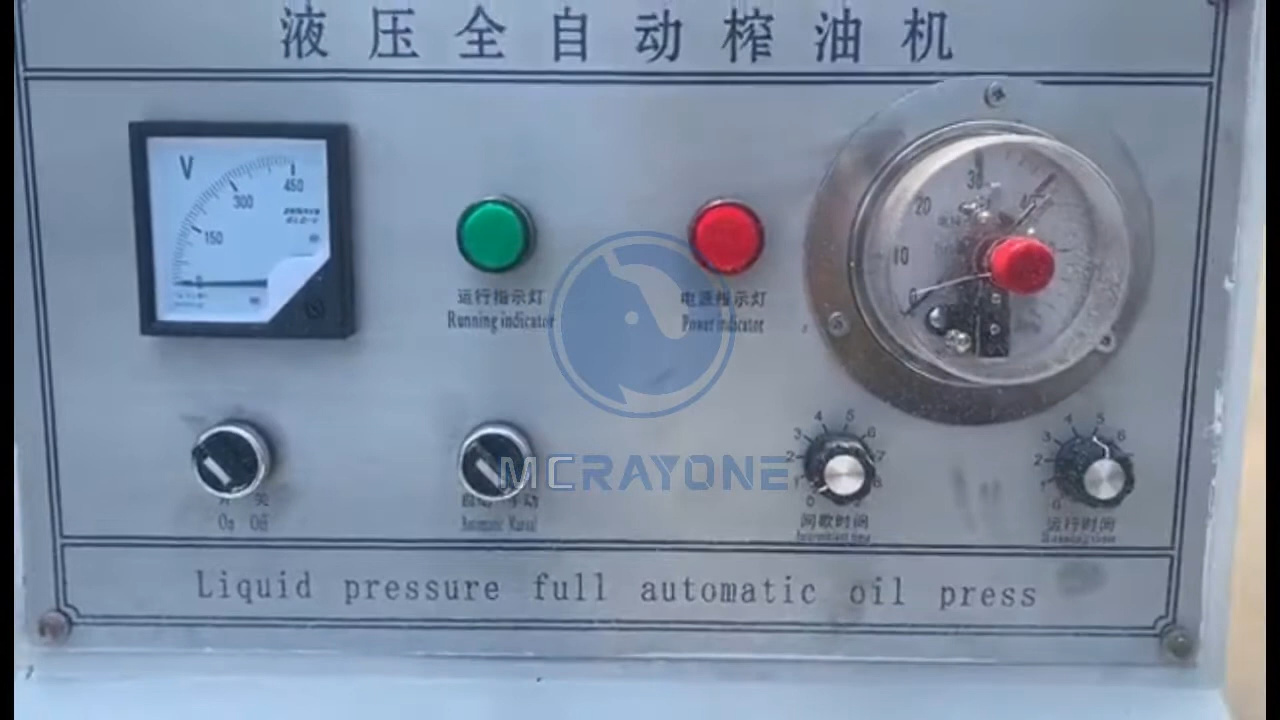 液压全自动榨油机
V
450
300
150
0
30
40
20
10
0
运行指示灯
Running indicator
电源指示灯
Power indicator
MCRAYONE
开 关
On Off
自动 手动
Automatic Manual
0 1 2 3 4 5 6 7 8
间歇时间
Intermittent time
2 3 4 5 6
运行时间
Running time
Liquid pressure full automatic oil press